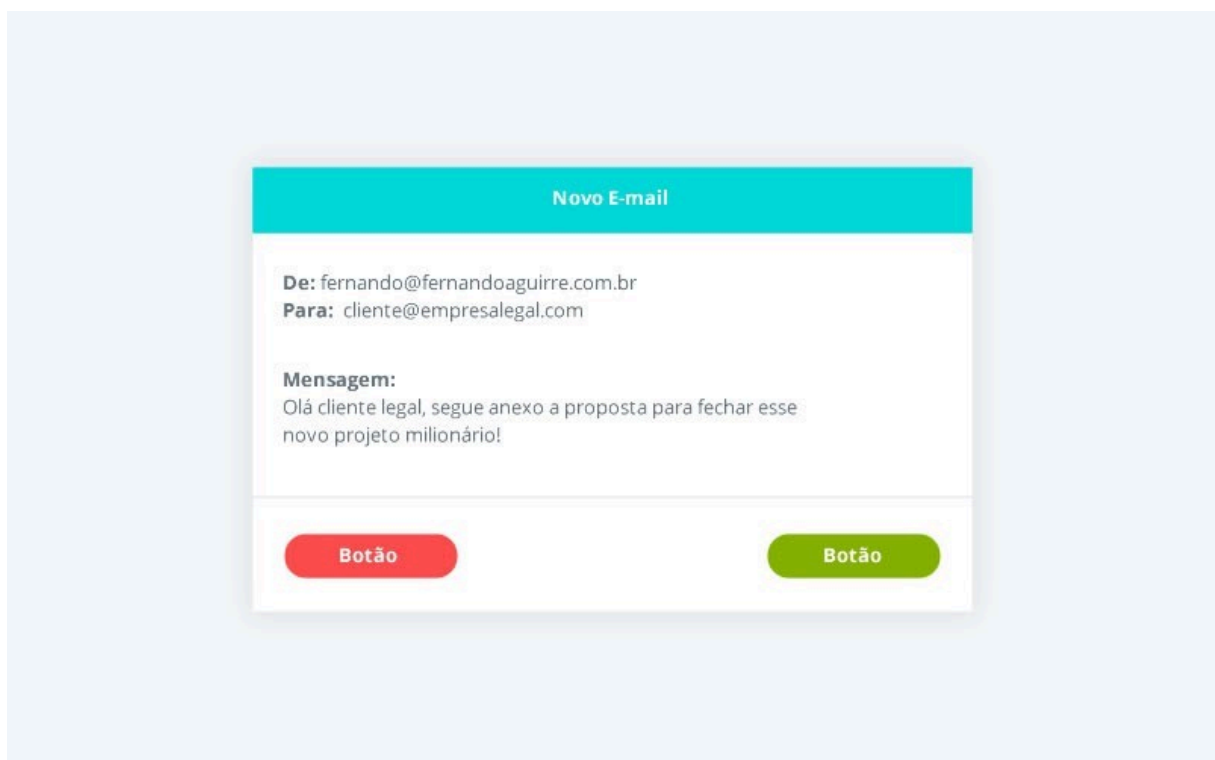 Novo E-mail
De: fernando@fernandoaguirre.com.br
Para: cliente@empresalegal.com
Mensagem:
Olá cliente legal, segue anexo a proposta para fechar esse
novo projeto milionário!
Botão
Botão